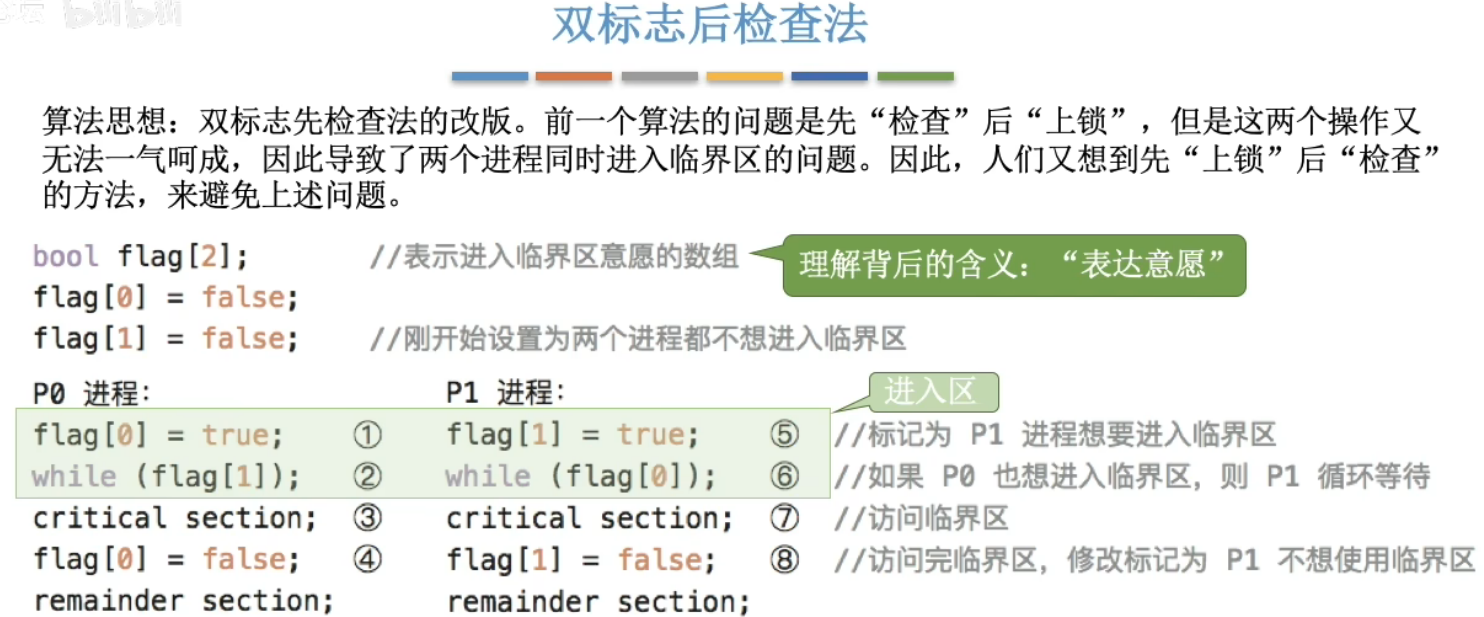 双标志后检查法
算法思想：双标志先检查法的改版。前一个算法的问题是先“检查”后“上锁”，但是这两个操作又
无法一气呵成，因此导致了两个进程同时进入临界区的问题。因此，人们又想到先“上锁”后“检查”
的方法，来避免上述问题。
bool flag[2]; //表示进入临界区意愿的数组
理解背后的含义：“表达意愿”
flag[0] = false;
flag[1] = false; //刚开始设置为两个进程都不想进入临界区
P0 进程： P1 进程：
进入区
flag[0] = true; ① flag[1] = true; ⑤ //标记为 P1 进程想要进入临界区
while (flag[1]); ② while (flag[0]); ⑥ //如果 P0 也想进入临界区，则 P1 循环等待
critical section; ③ critical section; ⑦ //访问临界区
flag[0] = false; ④ flag[1] = false; ⑧ //访问完临界区，修改标记为 P1 不想使用临界区
remainder section; remainder section;